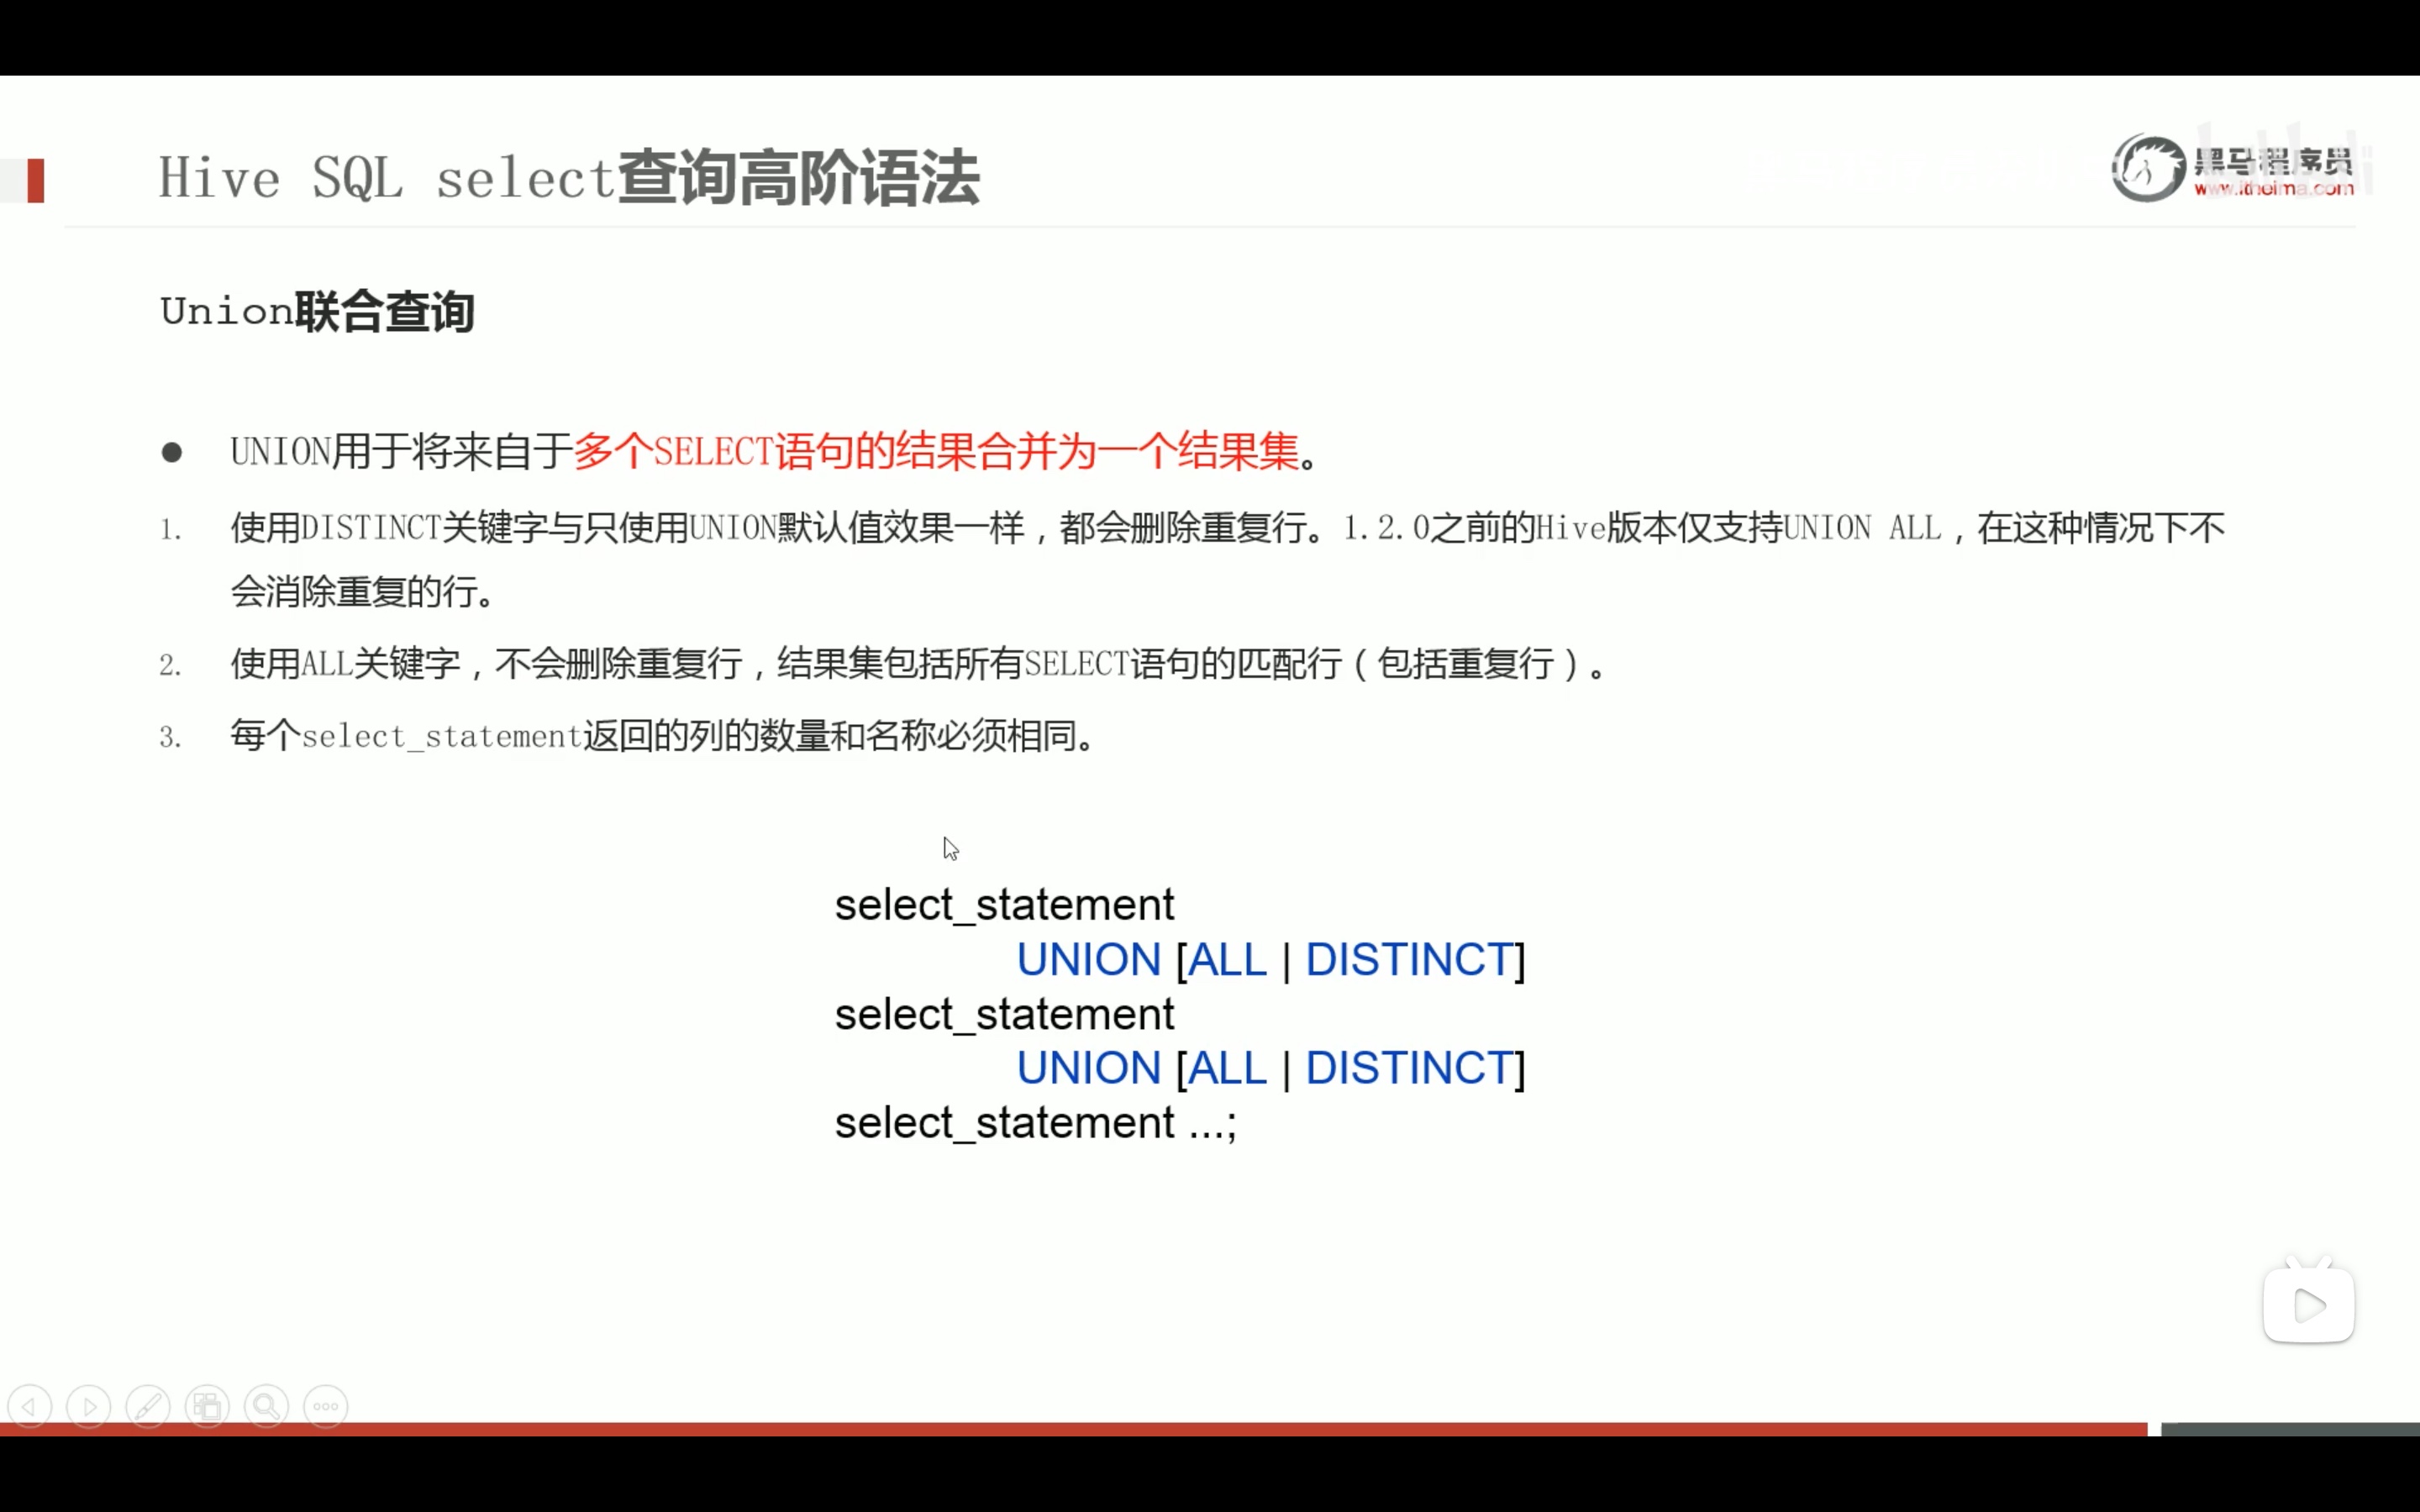 Hive SQL select查询高阶语法
黑马程序员
www.itheima.com
Union联合查询
● UNION用于将来自于多个SELECT语句的结果合并为一个结果集。
1. 使用DISTINCT关键字与只使用UNION默认值效果一样，都会删除重复行。1.2.0之前的Hive版本仅支持UNION ALL，在这种情况下不
会消除重复的行。
2. 使用ALL关键字，不会删除重复行，结果集包括所有SELECT语句的匹配行（包括重复行）。
3. 每个select_statement返回的列的数量和名称必须相同。
select_statement
UNION [ALL | DISTINCT]
select_statement
UNION [ALL | DISTINCT]
select_statement ...;